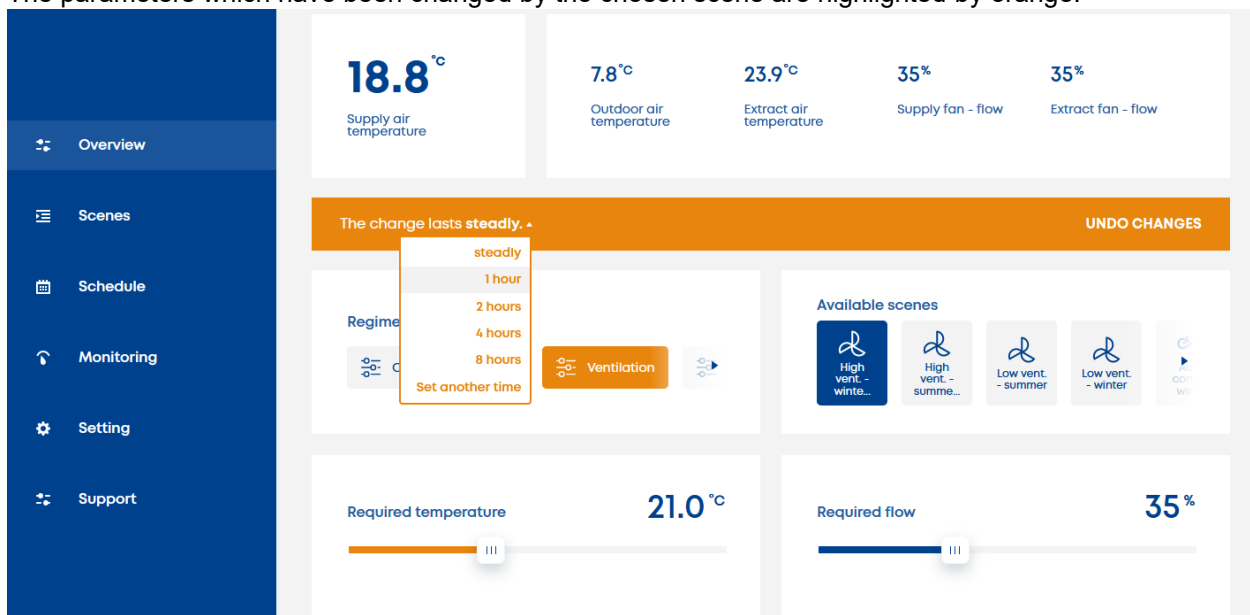 The parameters which have been changed by the chosen scene are highlighted by orange.
18.8°C
Supply air
temperature
7.8°C
Outdoor air
temperature
23.9°C
Extract air
temperature
35%
Supply fan - flow
35%
Extract fan - flow
Overview
Scenes
Schedule
Monitoring
Setting
Support
The change lasts steadly.
UNDO CHANGES
steadly
1 hour
2 hours
4 hours
8 hours
Set another time
Regime
Ventilation
Available scenes
High
vent. -
winte...
High
vent. -
summe...
Low vent.
- summer
Low vent.
- winter
Required temperature
21.0°C
Required flow
35%